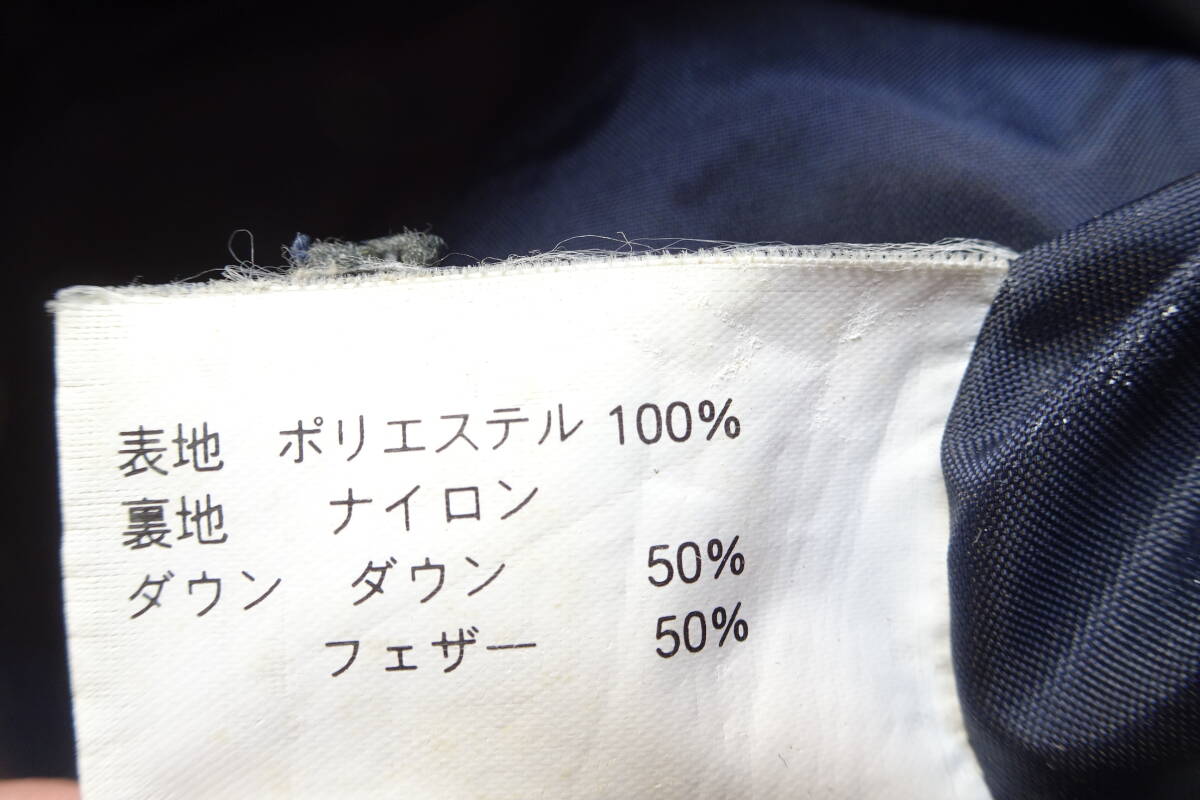 表地 ポリエステル 100%
裏地 ナイロン
ダウン ダウン 50%
フェザー 50%